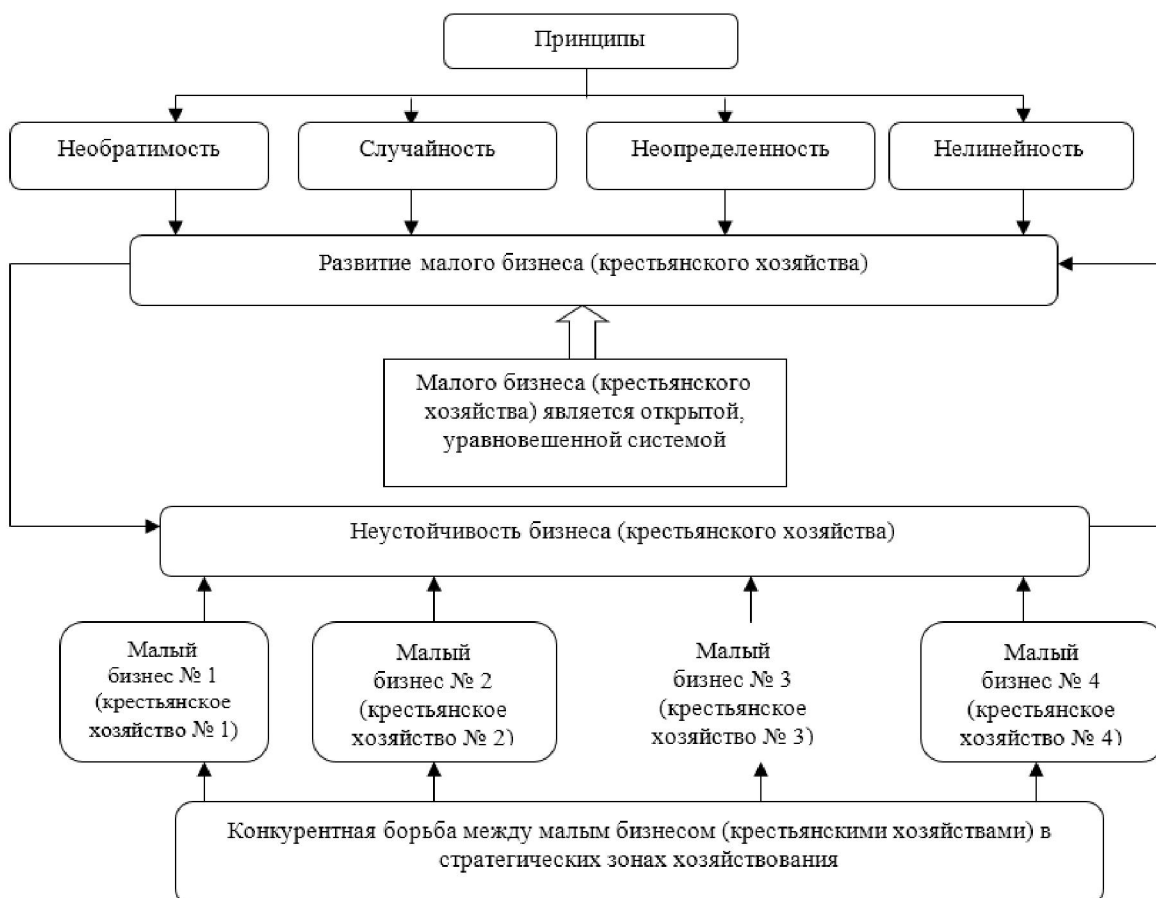 Принципы
Необратимость
Случайность
Неопределенность
Нелинейность
Развитие малого бизнеса (крестьянского хозяйства)
Малого бизнеса (крестьянского
хозяйства) является открытой,
уравновешенной системой
Неустойчивость бизнеса (крестьянского хозяйства)
Малый
бизнес № 1
(крестьянское
хозяйство № 1)
Малый
бизнес № 2
(крестьянское
хозяйство № 2)
Малый
бизнес № 3
(крестьянское
хозяйство № 3)
Малый
бизнес № 4
(крестьянское
хозяйство № 4)
Конкурентная борьба между малым бизнесом (крестьянскими хозяйствами) в
стратегических зонах хозяйствования